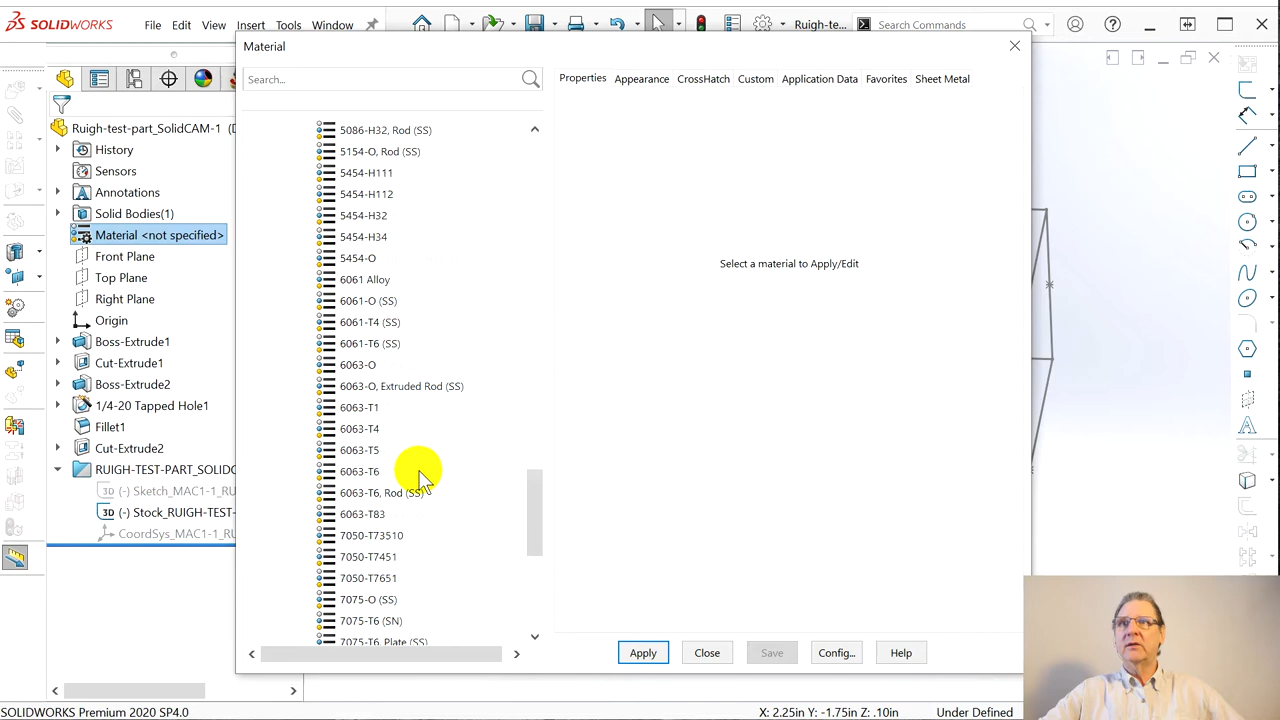 SOLIDWORKS File Edit View Insert Tools Window Ruigh-te... Search Commands
Material
Search...
Properties Appearance CrossHatch Custom Application Data Favorites Sheet Metal
Select a material to Apply/Edit
5086-H32, Rod (SS)
5154-O, Rod (SS)
5454-H111
5454-H112
5454-H32
5454-H34
5454-O
6061 Alloy
6061-O (SS)
6061-T4 (SS)
6061-T6 (SS)
6063-O
6063-O, Extruded Rod (SS)
6063-T1
6063-T4
6063-T5
6063-T6
6063-T6, Rod (SS)
6063-T83
7050-T73510
7050-T7451
7050-T7651
7075-O (SS)
7075-T6 (SN)
7075-T6, Plate (SS)
Apply Close Save Config... Help
Ruigh-test-part_SolidCAM-1 (D
History
Sensors
Annotations
Solid Bodies(1)
Material <not specified>
Front Plane
Top Plane
Right Plane
Origin
Boss-Extrude1
Cut-Extrude1
Boss-Extrude2
1/4-20 Tapped Hole1
Fillet1
Cut-Extrude2
RUIGH-TEST-PART_SOLIDC
3D (-) Sketch_MAC1-1_RU
3D (-) Stock_RUIGH-TEST-
(-) CoordSys_MAC1-1_RU
SOLIDWORKS Premium 2020 SP4.0 X: 2.25in Y: -1.75in Z: .10in Under Defined